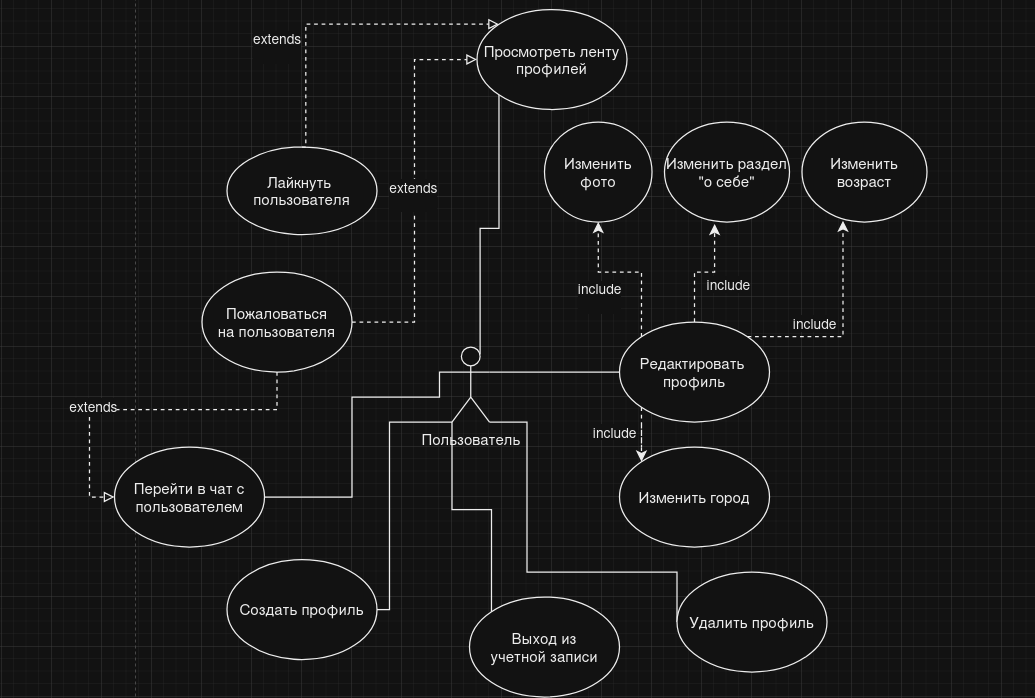 extends
Просмотреть ленту
профилей
Лайкнуть
пользователя
extends
Изменить
фото
Изменить раздел
"о себе"
Изменить
возраст
include
include
include
Пожаловаться
на пользователя
Редактировать
профиль
extends
Пользователь
include
Перейти в чат с
пользователем
Изменить город
Создать профиль
Выход из
учетной записи
Удалить профиль